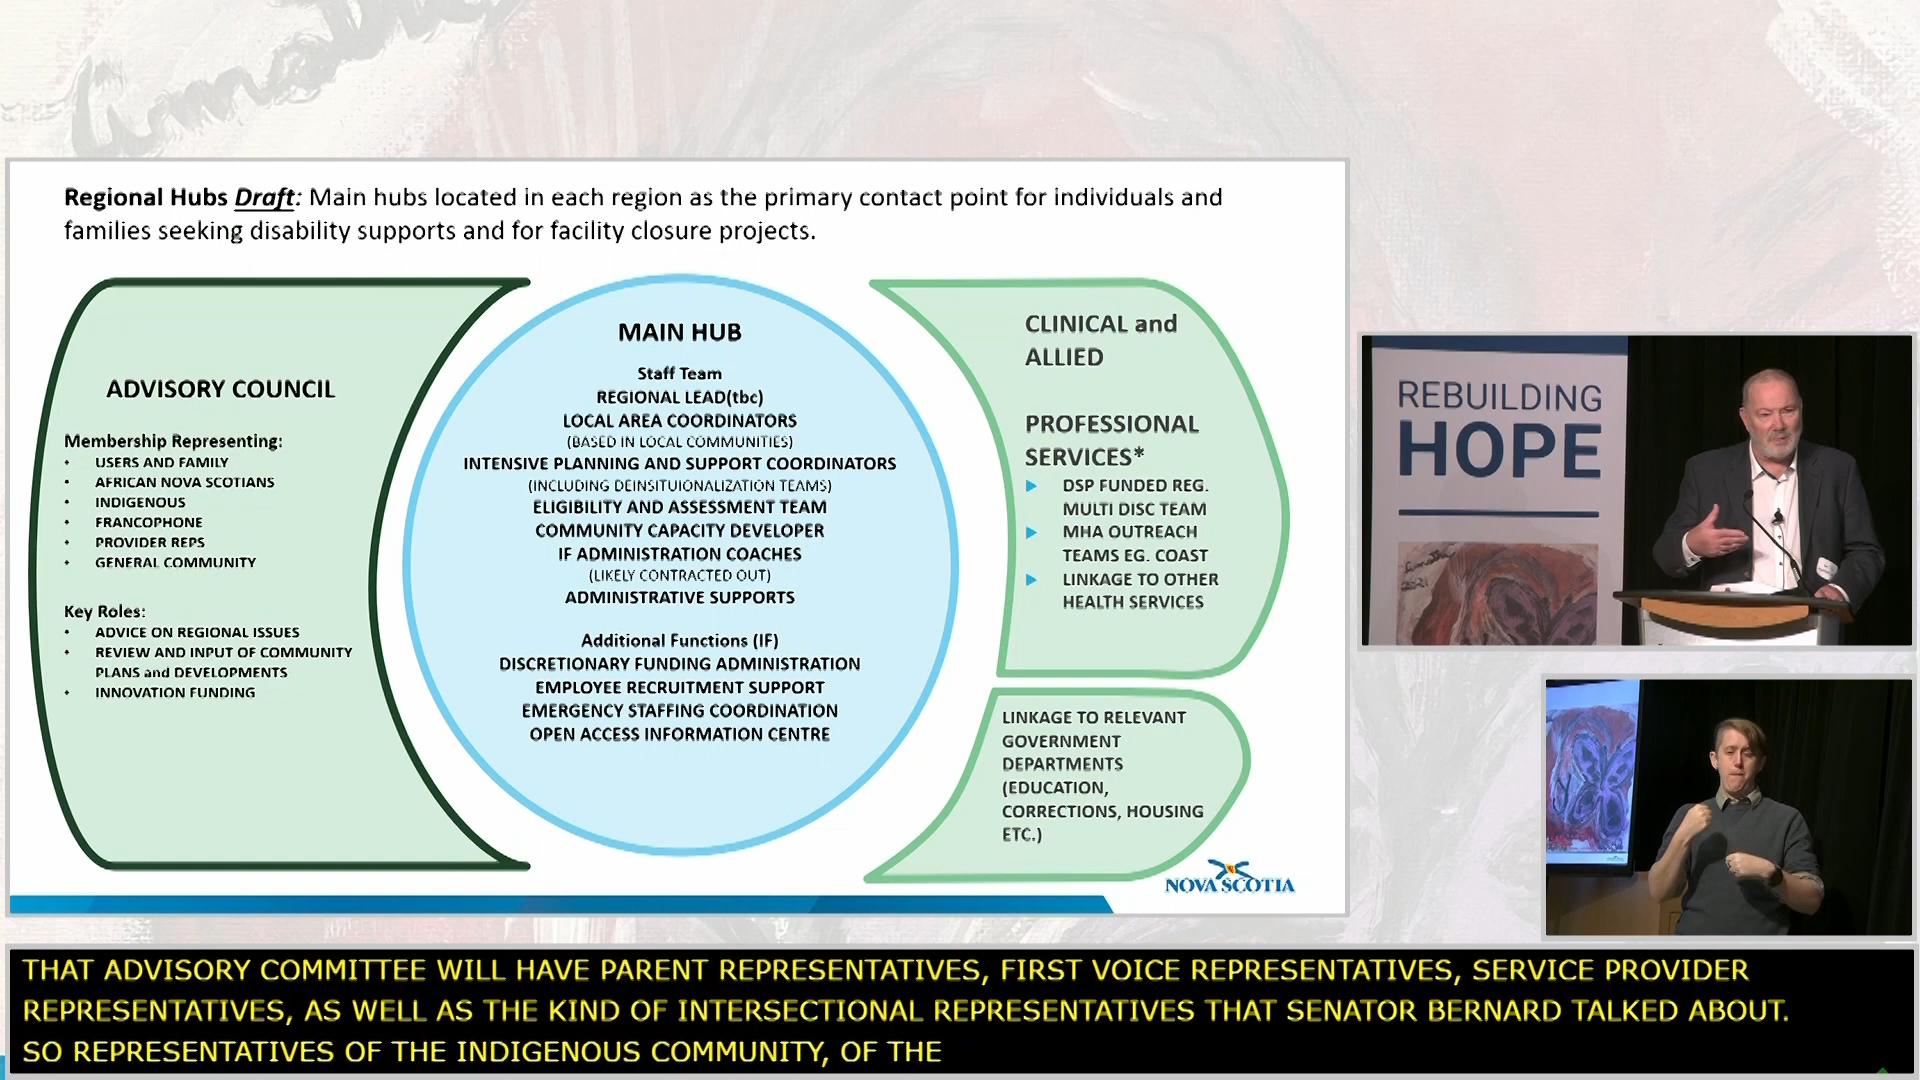 Regional Hubs Draft: Main hubs located in each region as the primary contact point for individuals and
families seeking disability supports and for facility closure projects.
ADVISORY COUNCIL
Membership Representing:
• USERS AND FAMILY
• AFRICAN NOVA SCOTIANS
• INDIGENOUS
• FRANCOPHONE
• PROVIDER REPS
• GENERAL COMMUNITY
Key Roles:
• ADVICE ON REGIONAL ISSUES
• REVIEW AND INPUT OF COMMUNITY
PLANS and DEVELOPMENTS
• INNOVATION FUNDING
MAIN HUB
Staff Team
REGIONAL LEAD(tbc)
LOCAL AREA COORDINATORS
(BASED IN LOCAL COMMUNITIES)
INTENSIVE PLANNING AND SUPPORT COORDINATORS
(INCLUDING DEINSITUIONALIZATION TEAMS)
ELIGIBILITY AND ASSESSMENT TEAM
COMMUNITY CAPACITY DEVELOPER
IF ADMINISTRATION COACHES
(LIKELY CONTRACTED OUT)
ADMINISTRATIVE SUPPORTS
Additional Functions (IF)
DISCRETIONARY FUNDING ADMINISTRATION
EMPLOYEE RECRUITMENT SUPPORT
EMERGENCY STAFFING COORDINATION
OPEN ACCESS INFORMATION CENTRE
CLINICAL and
ALLIED
PROFESSIONAL
SERVICES*
DSP FUNDED REG.
MULTI DISC TEAM
MHA OUTREACH
TEAMS EG. COAST
LINKAGE TO OTHER
HEALTH SERVICES
LINKAGE TO RELEVANT
GOVERNMENT
DEPARTMENTS
(EDUCATION,
CORRECTIONS, HOUSING
ETC.)
NOVA SCOTIA
REBUILDING
HOPE
THAT ADVISORY COMMITTEE WILL HAVE PARENT REPRESENTATIVES, FIRST VOICE REPRESENTATIVES, SERVICE PROVIDER
REPRESENTATIVES, AS WELL AS THE KIND OF INTERSECTIONAL REPRESENTATIVES THAT SENATOR BERNARD TALKED ABOUT.
SO REPRESENTATIVES OF THE INDIGENOUS COMMUNITY, OF THE